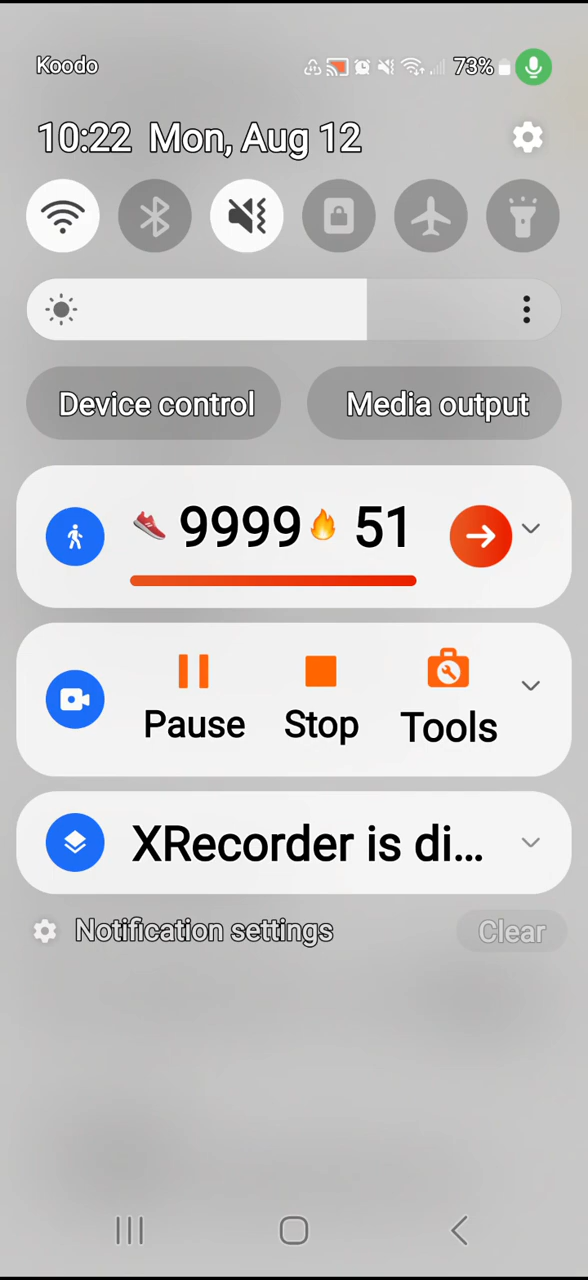 Koodo 73%
10:22 Mon, Aug 12
Device control Media output
9999 51
Pause Stop Tools
XRecorder is di...
Notification settings Clear